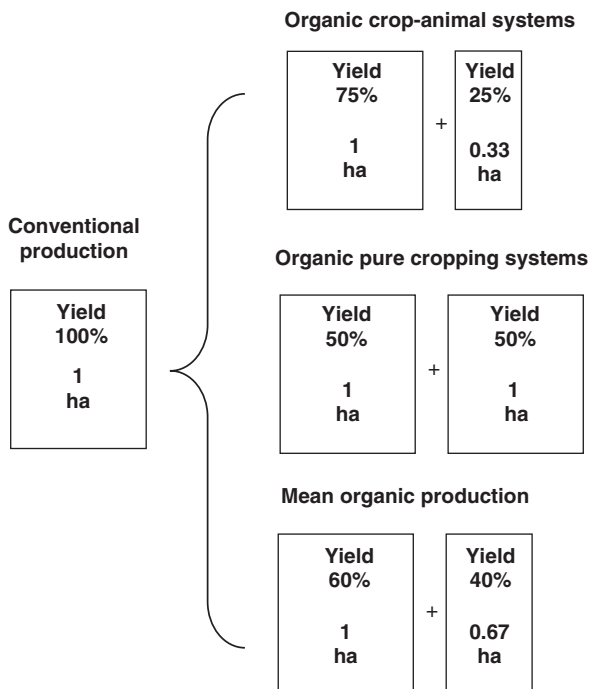 Organic crop-animal systems
Yield
75%
1
ha
+
Yield
25%
0.33
ha
Conventional
production
Yield
100%
1
ha
Organic pure cropping systems
Yield
50%
1
ha
+
Yield
50%
1
ha
Mean organic production
Yield
60%
1
ha
+
Yield
40%
0.67
ha